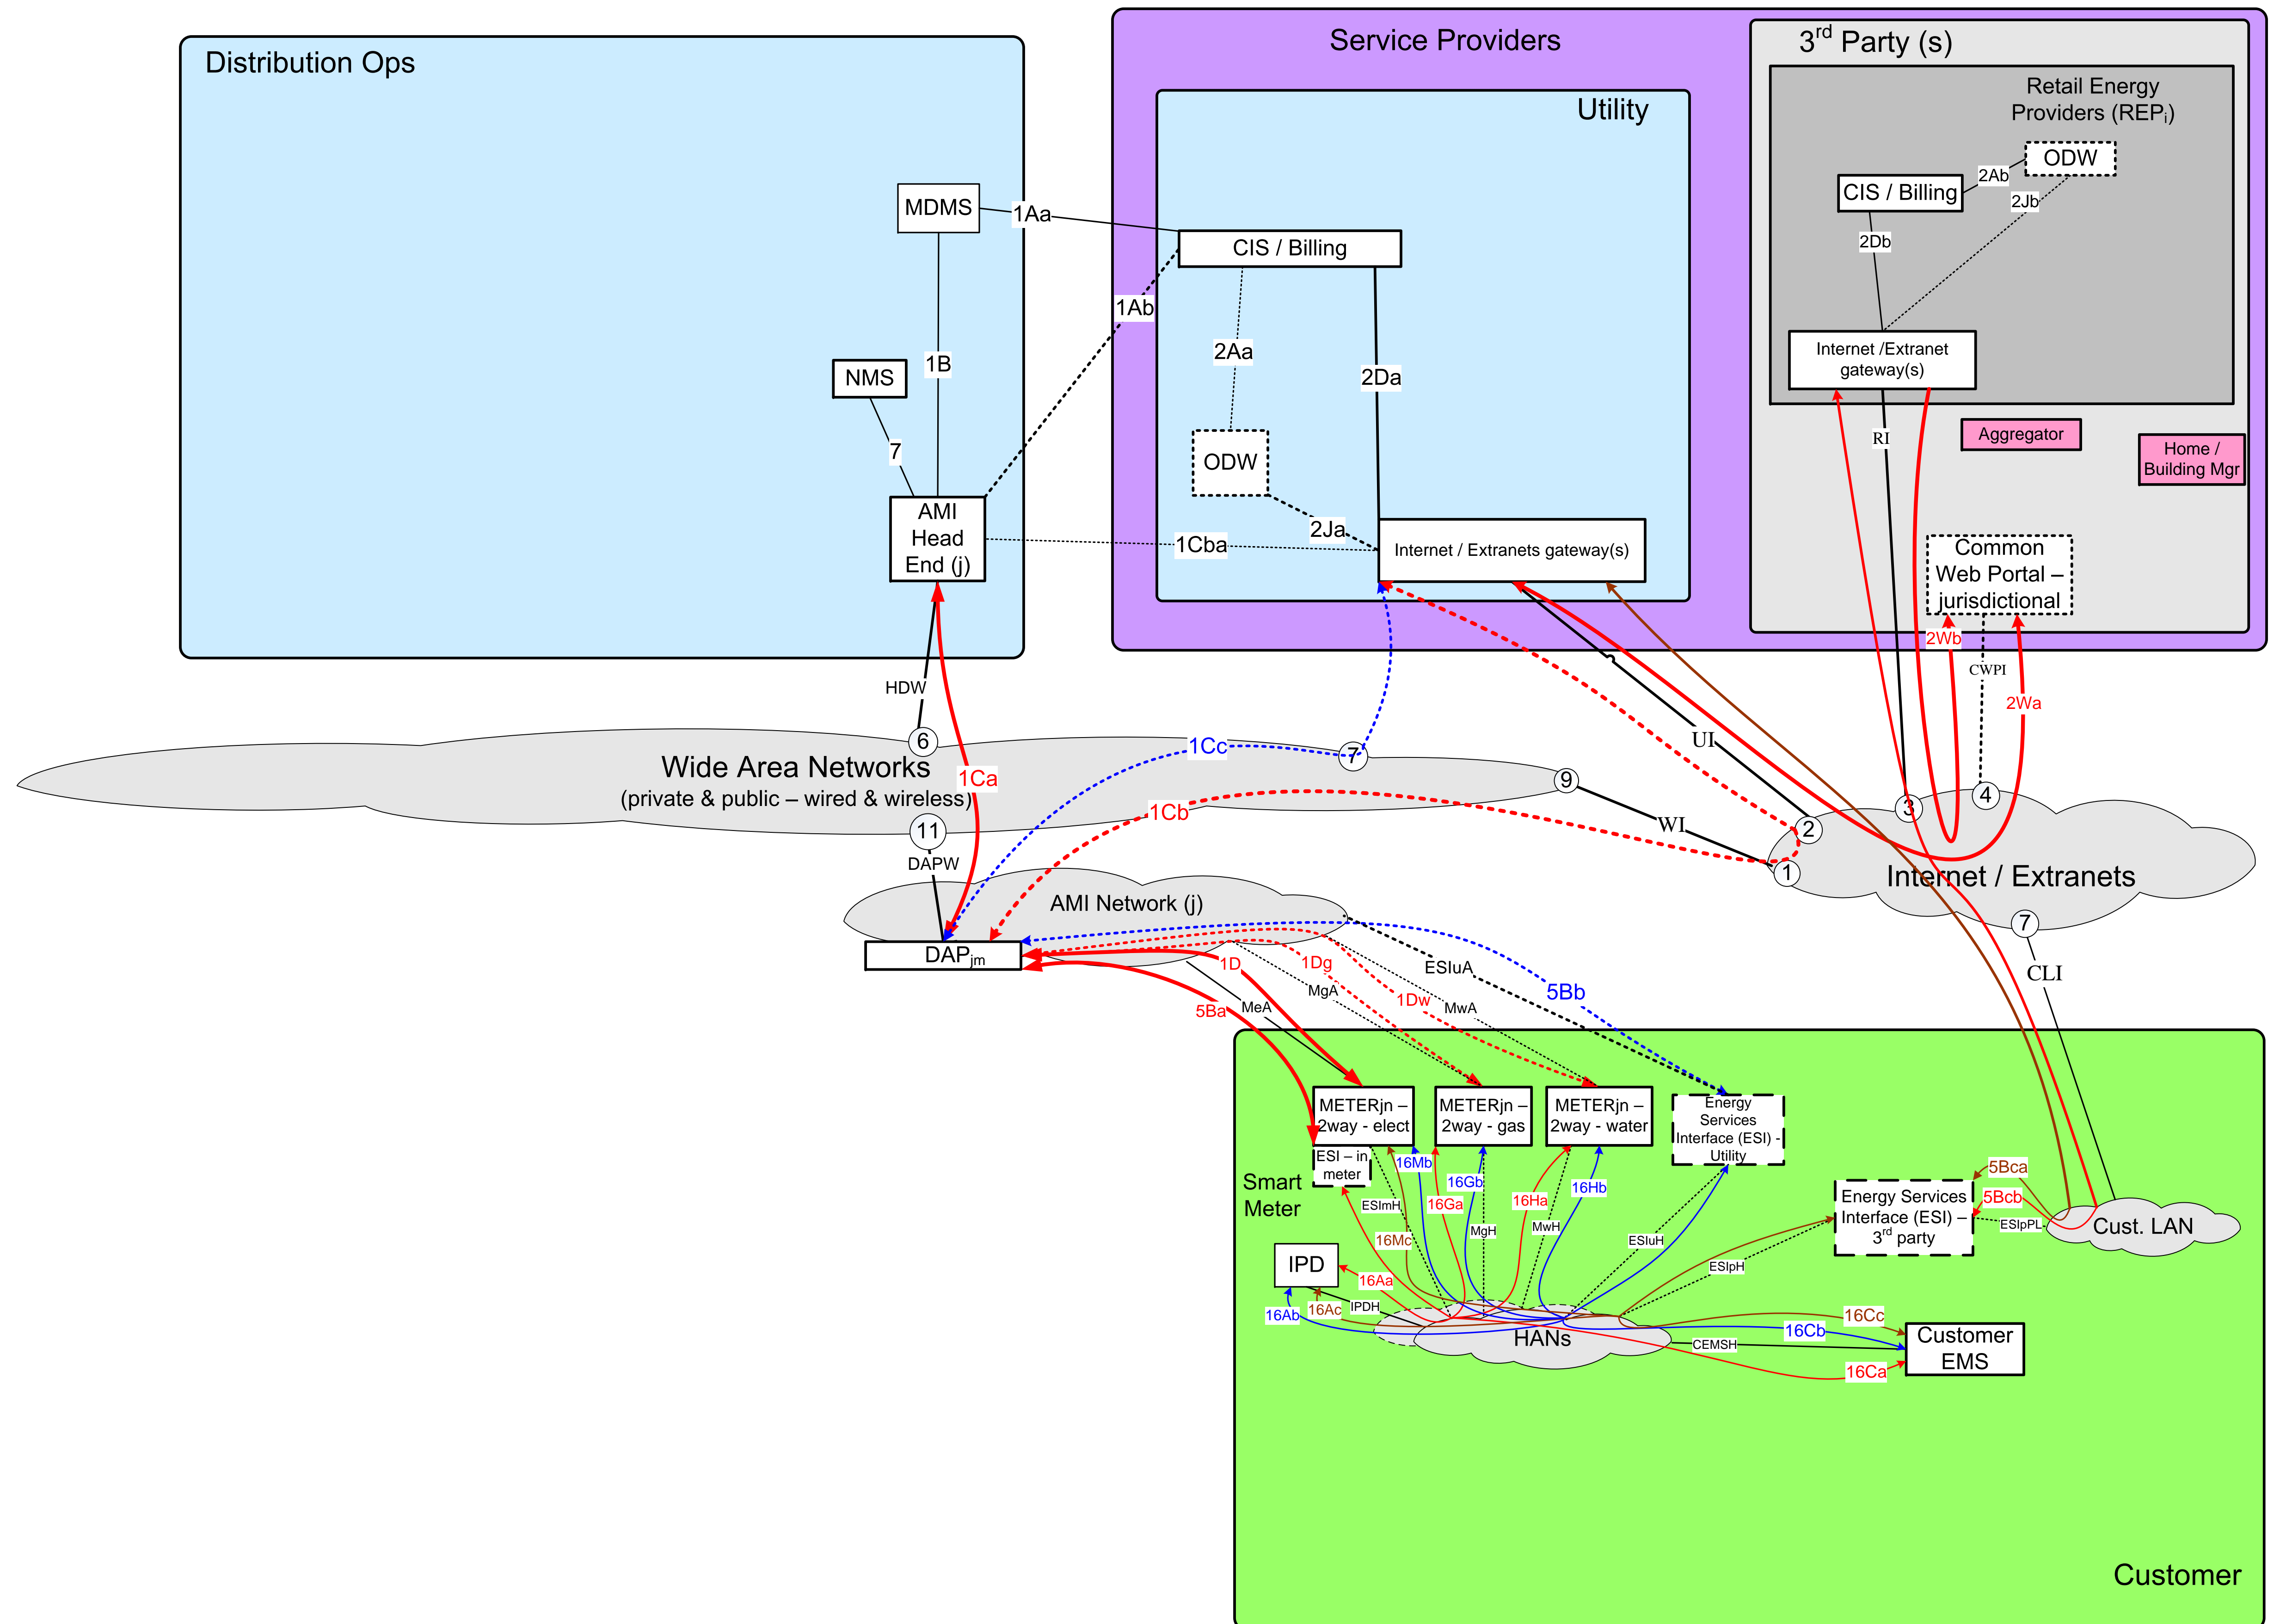 Distribution Ops
Service Providers
3rd Party (s)
Utility
Retail Energy
Providers (REPi)
ODW
2Ab
CIS / Billing
2Jb
MDMS
1Aa
2Db
CIS / Billing
1Ab
Internet /Extranet
gateway(s)
2Aa
1B
NMS
2Da
Aggregator
RI
Home /
Building Mgr
7
ODW
AMI
Head
End (j)
2Ja
1Cba
Internet / Extranets gateway(s)
Common
Web Portal –
jurisdictional
2Wb
CWPI
HDW
2Wa
6
1Cc
7
UI
Wide Area Networks
(private & public – wired & wireless)
1Ca
9
4
3
1Cb
WI
2
11
DAPW
1
Internet / Extranets
AMI Network (j)
7
DAPjm
1D
1Dg
ESIuA
CLI
MgA
5Bb
1Dw
5Ba
MeA
MwA
METERjn –
2way - elect
METERjn –
2way - gas
METERjn –
2way - water
Energy
Services
Interface (ESI) -
Utility
ESI – in
meter
16Mb
Smart
Meter
16Gb
16Ha
16Hb
5Bca
5Bcb
Energy Services
Interface (ESI) –
3rd party
ESIpPL
Cust. LAN
ESImH
16Ga
MgH
MwH
16Mc
ESIuH
IPD
ESIpH
16Aa
16Ab
16Ac
IPDH
HANs
16Cc
16Cb
CEMSH
Customer
EMS
16Ca
Customer